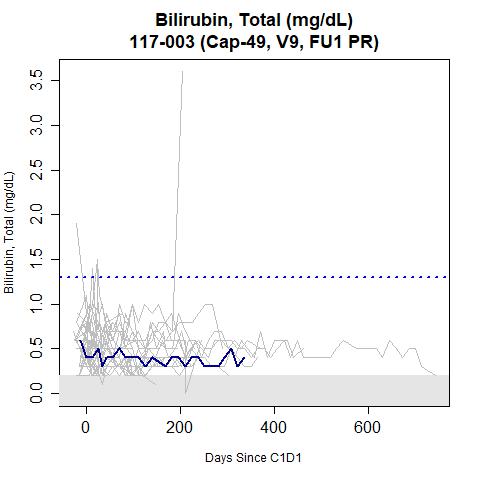 Bilirubin, Total (mg/dL)
117-003 (Cap-49, V9, FU1 PR)
Bilirubin, Total (mg/dL)
3.5
3.0
2.5
2.0
1.5
1.0
0.5
0.0
0 200 400 600
Days Since C1D1